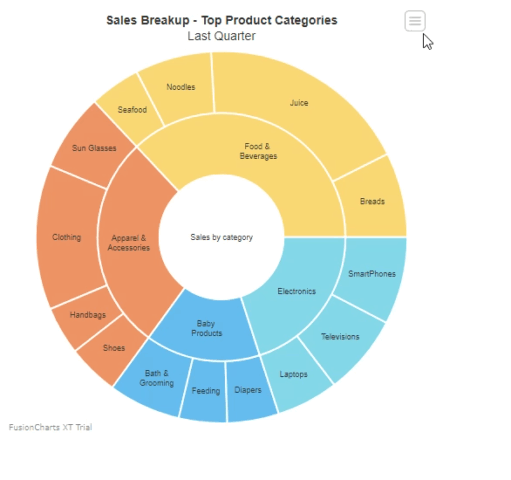 Sales Breakup - Top Product Categories
Last Quarter
Noodles
Seafood
Juice
Sun Glasses
Food &
Beverages
Breads
Clothing
Apparel &
Accessories
Sales by category
SmartPhones
Electronics
Handbags
Baby
Products
Televisions
Shoes
Bath &
Grooming
Feeding
Diapers
Laptops
FusionCharts XT Trial